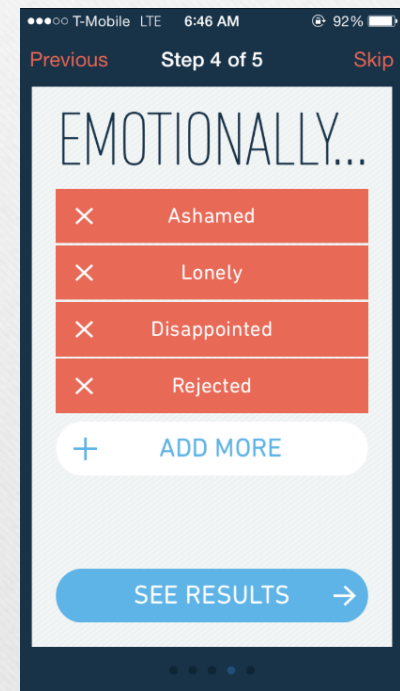 T-Mobile LTE 6:46 AM 92%
Previous Step 4 of 5 Skip
EMOTIONALLY...
× Ashamed
× Lonely
× Disappointed
× Rejected
+ ADD MORE
SEE RESULTS →